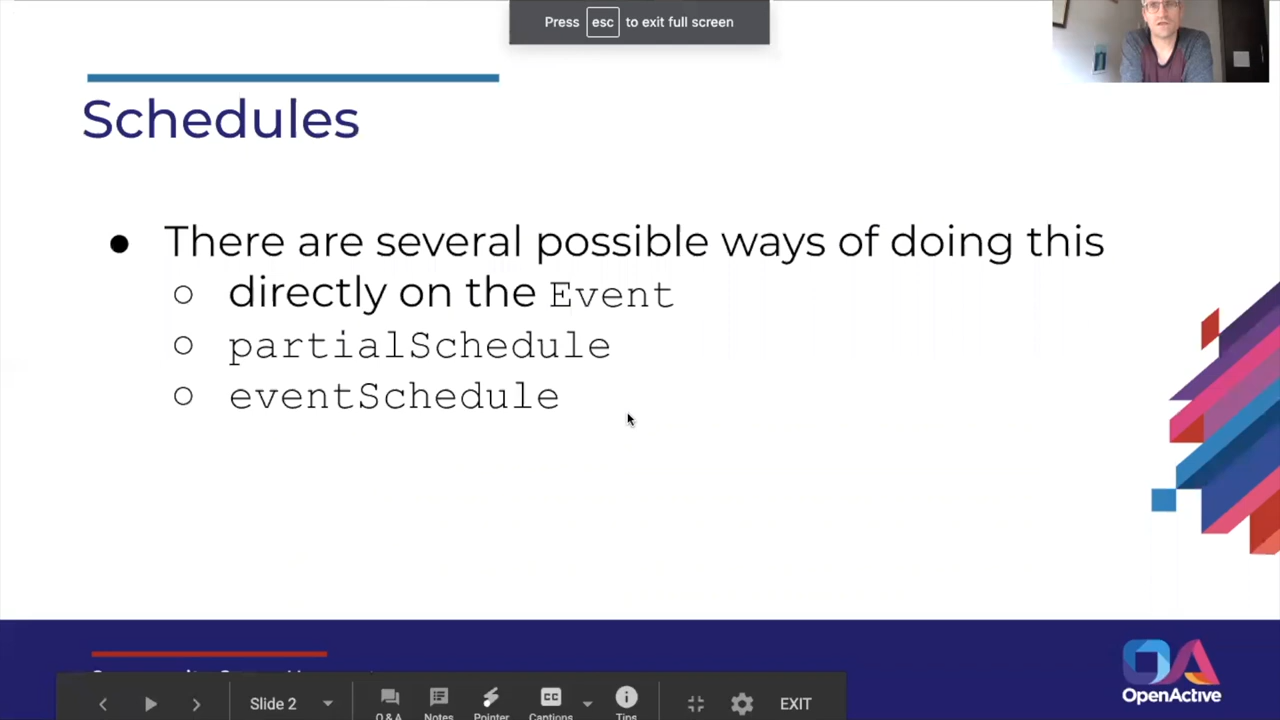 Press esc to exit full screen
Schedules
● There are several possible ways of doing this
○ directly on the Event
○ partialSchedule
○ eventSchedule
OpenActive
Slide 2
CC
EXIT
Q&A
Notes
Pointer
Captions
Tips